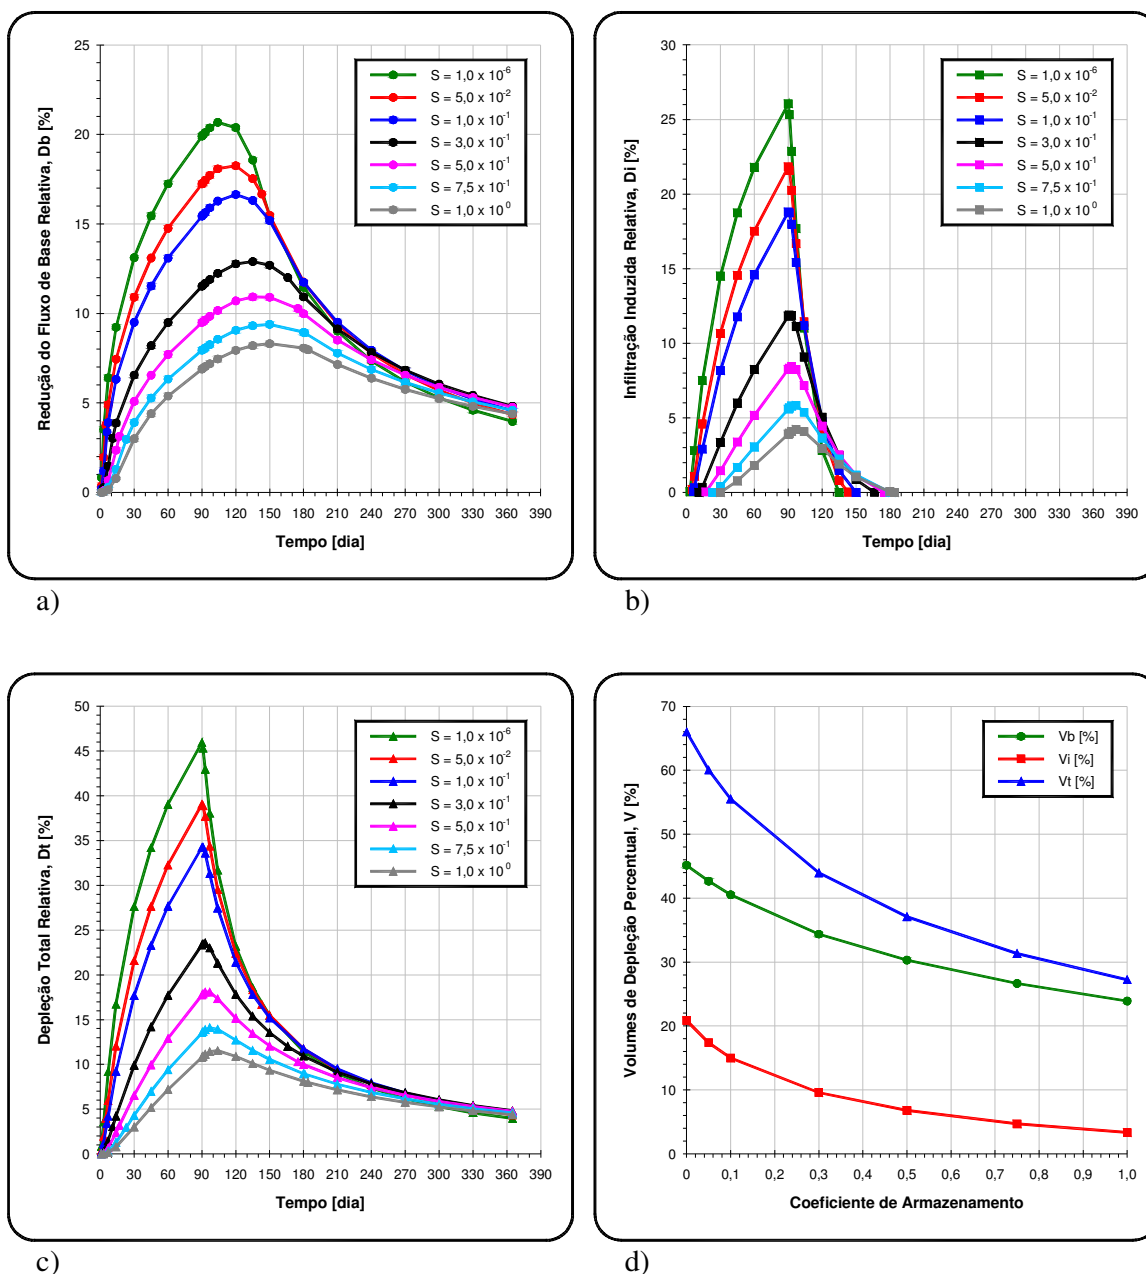 Redução do Fluxo de Base Relativa, Db [%]
25
20
15
10
5
0
S = 1,0 x 10⁻⁶
S = 5,0 x 10⁻²
S = 1,0 x 10⁻¹
S = 3,0 x 10⁻¹
S = 5,0 x 10⁻¹
S = 7,5 x 10⁻¹
S = 1,0 x 10⁰
0 30 60 90 120 150 180 210 240 270 300 330 360 390
Tempo [dia]
a)
Infiltração Induzida Relativa, Di [%]
30
25
20
15
10
5
0
S = 1,0 x 10⁻⁶
S = 5,0 x 10⁻²
S = 1,0 x 10⁻¹
S = 3,0 x 10⁻¹
S = 5,0 x 10⁻¹
S = 7,5 x 10⁻¹
S = 1,0 x 10⁰
0 30 60 90 120 150 180 210 240 270 300 330 360 390
Tempo [dia]
b)
Depleção Total Relativa, Dt [%]
50
45
40
35
30
25
20
15
10
5
0
S = 1,0 x 10⁻⁶
S = 5,0 x 10⁻²
S = 1,0 x 10⁻¹
S = 3,0 x 10⁻¹
S = 5,0 x 10⁻¹
S = 7,5 x 10⁻¹
S = 1,0 x 10⁰
0 30 60 90 120 150 180 210 240 270 300 330 360 390
Tempo [dia]
c)
Volumes de Depleção Percentual, V [%]
70
60
50
40
30
20
10
0
Vb [%]
Vi [%]
Vt [%]
0,0 0,1 0,2 0,3 0,4 0,5 0,6 0,7 0,8 0,9 1,0
Coeficiente de Armazenamento
d)